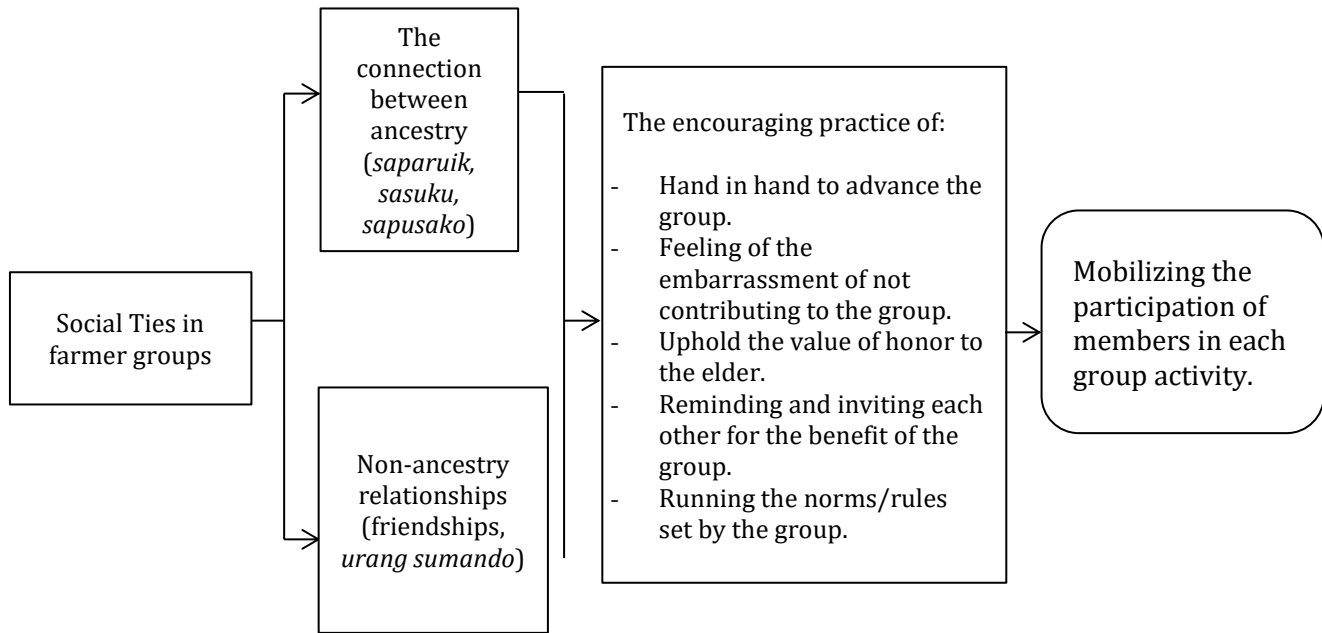 Social Ties in
farmer groups
The
connection
between
ancestry
(saparuik,
sasuku,
sapusako)
Non-ancestry
relationships
(friendships,
urang sumando)
The encouraging practice of:
- Hand in hand to advance the
group.
- Feeling of the
embarrassment of not
contributing to the group.
- Uphold the value of honor to
the elder.
- Reminding and inviting each
other for the benefit of the
group.
- Running the norms/rules
set by the group.
Mobilizing the
participation of
members in each
group activity.